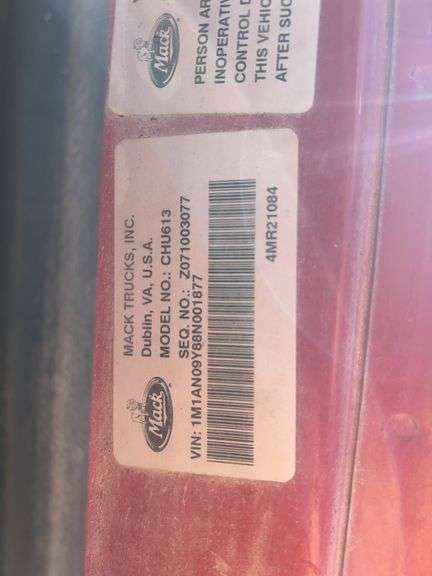 Mack
PERSON AR
INOPERATIV
CONTROL D
THIS VEHIC
AFTER SUC
Mack
MACK TRUCKS, INC.
Dublin, VA, U.S.A.
MODEL NO.: CHU613
SEQ. NO.: Z071003077
VIN: 1M1AN09Y88N001877
4MR21084